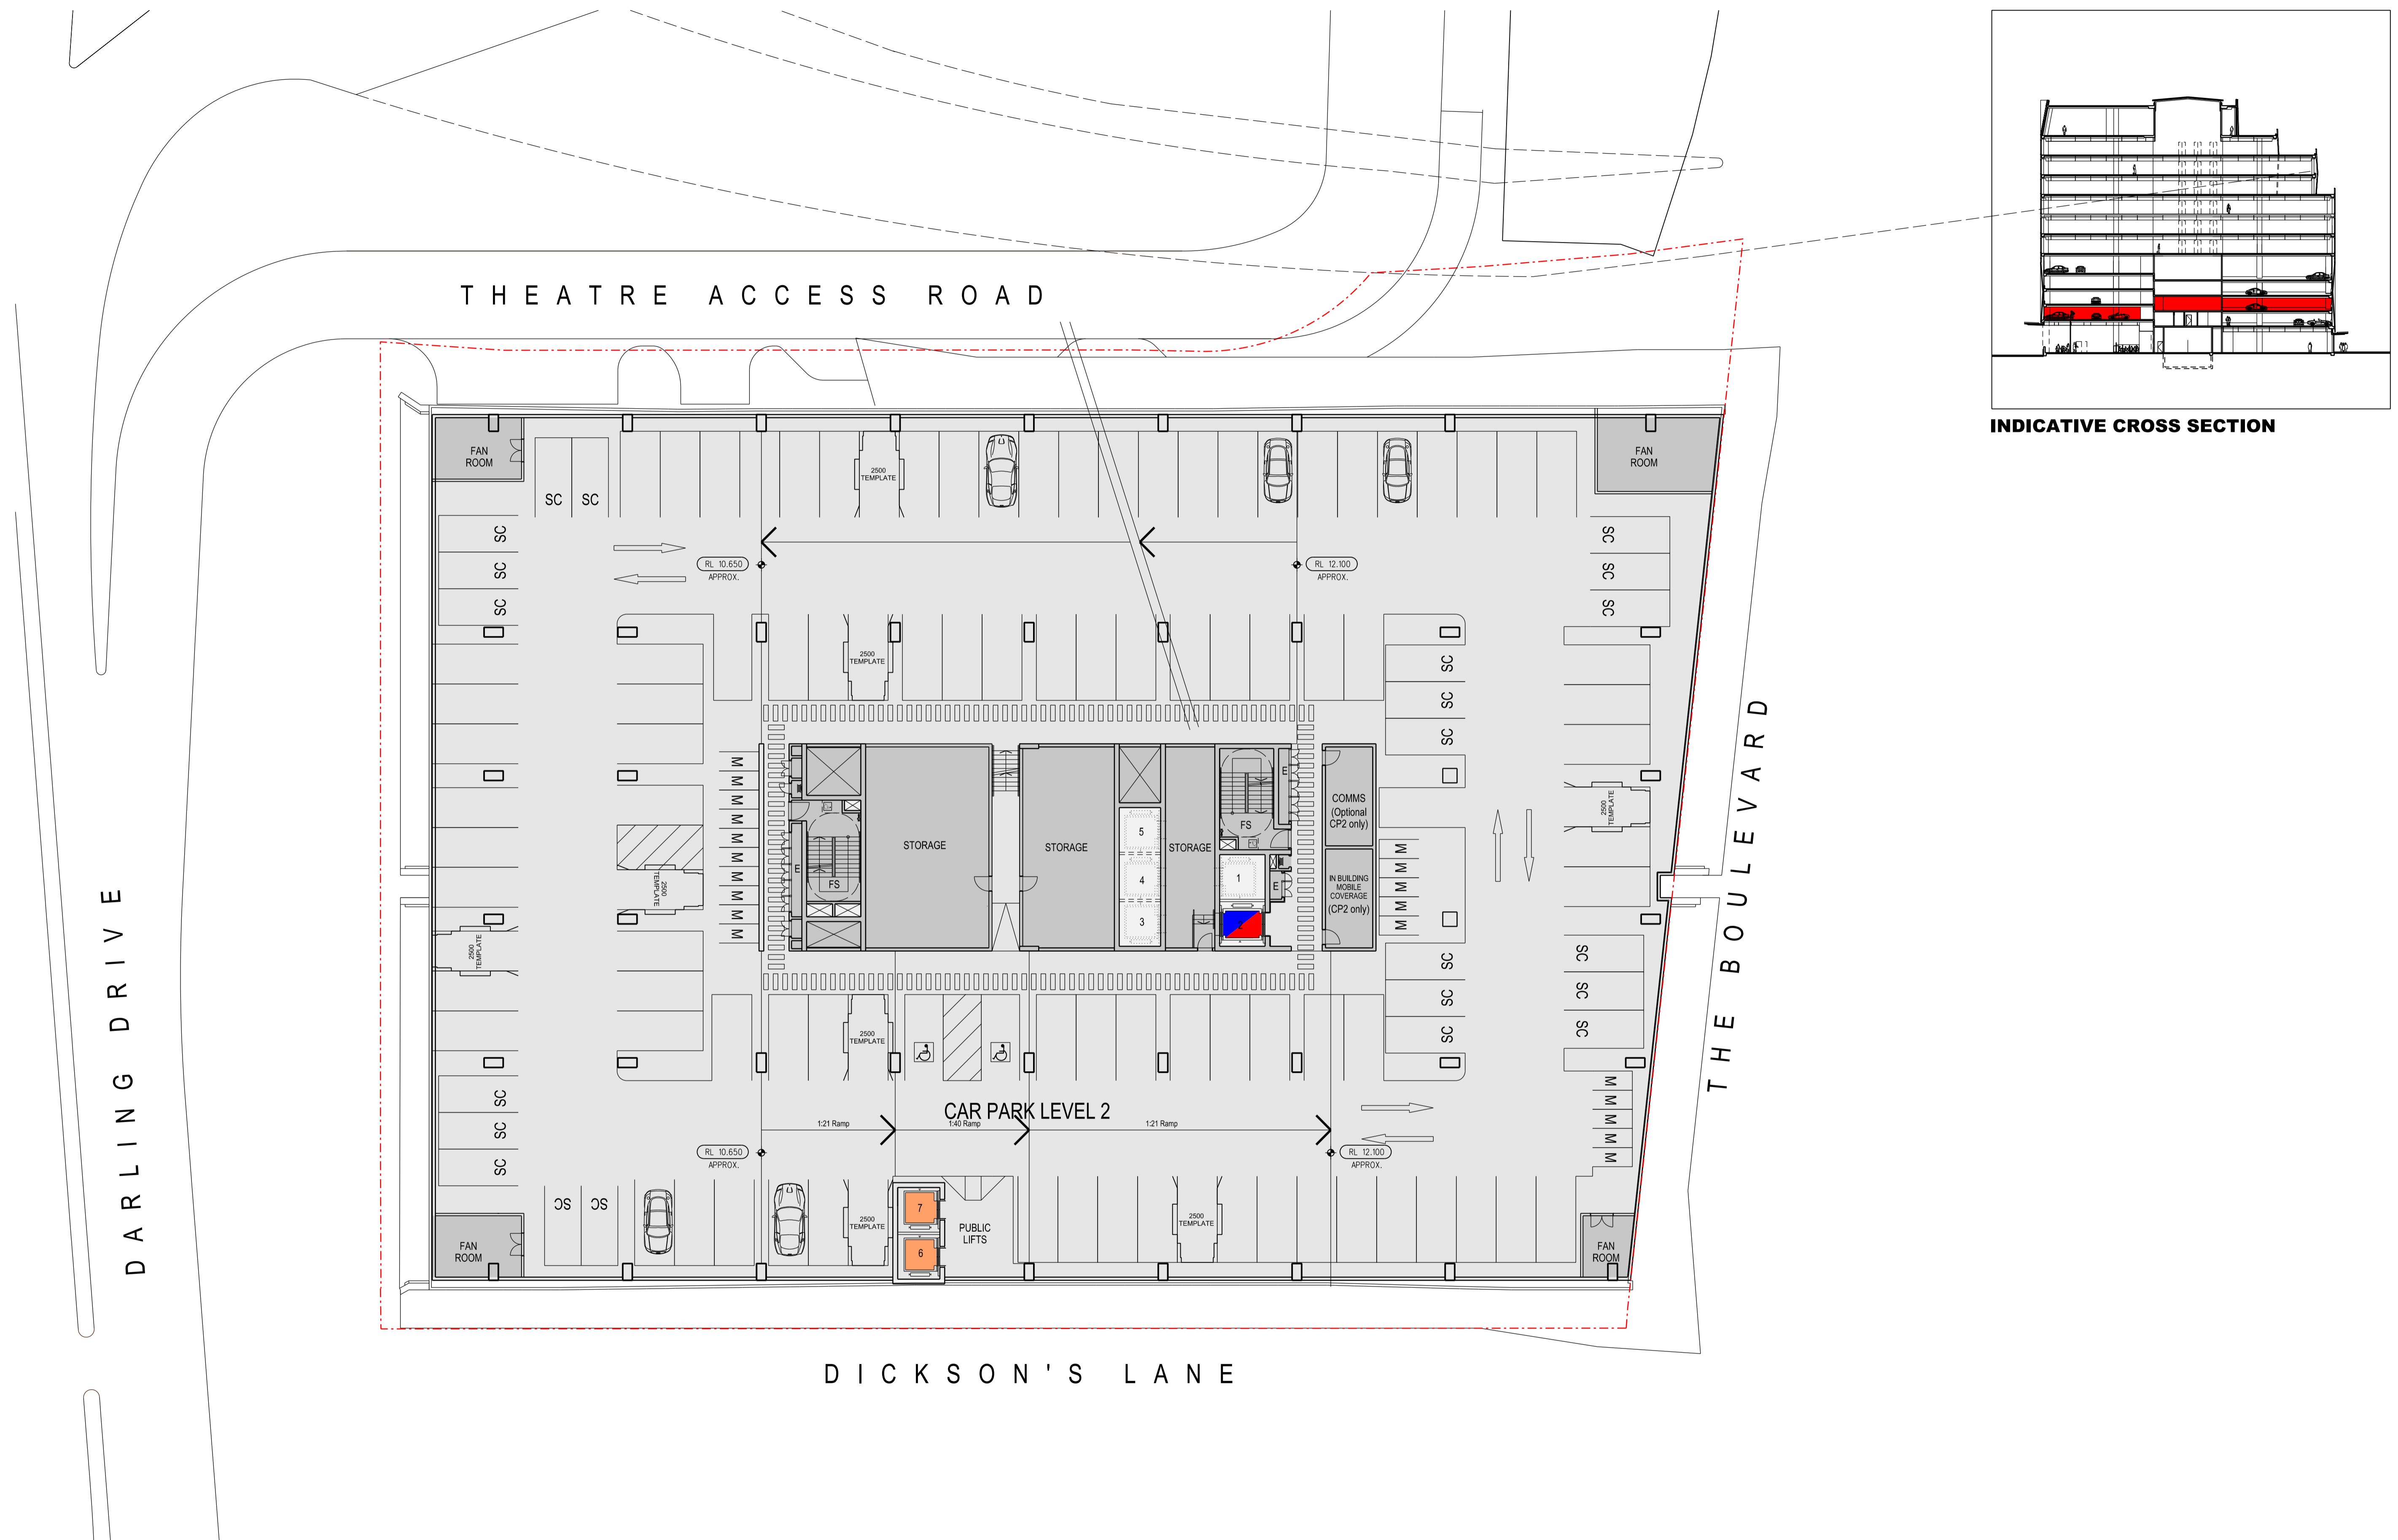 THEATRE ACCESS ROAD
INDICATIVE CROSS SECTION
FAN
ROOM
2500
TEMPLATE
FAN
ROOM
SC SC
SC
SC
SC
SC
SC
SC
RL 10.650
APPROX.
RL 12.100
APPROX.
2500
TEMPLATE
SC
SC
SC
M
M
M
M
M
M
M
M
M
M
E
FS
STORAGE
STORAGE
5
4
3
STORAGE
E
FS
1
E
2
COMMS
(Optional
CP2 only)
IN BUILDING
MOBILE
COVERAGE
(CP2 only)
M
M
M
M
M
2500
TEMPLATE
2500
TEMPLATE
2500
TEMPLATE
SC
SC
SC
SC
SC
SC
THE BOULEVARD
DARLING DRIVE
2500
TEMPLATE
SC
SC
SC
M
M
M
M
M
CAR PARK LEVEL 2
1:21 Ramp
1:40 Ramp
1:21 Ramp
RL 10.650
APPROX.
RL 12.100
APPROX.
SC SC
2500
TEMPLATE
7
6
PUBLIC
LIFTS
2500
TEMPLATE
FAN
ROOM
FAN
ROOM
DICKSON'S LANE